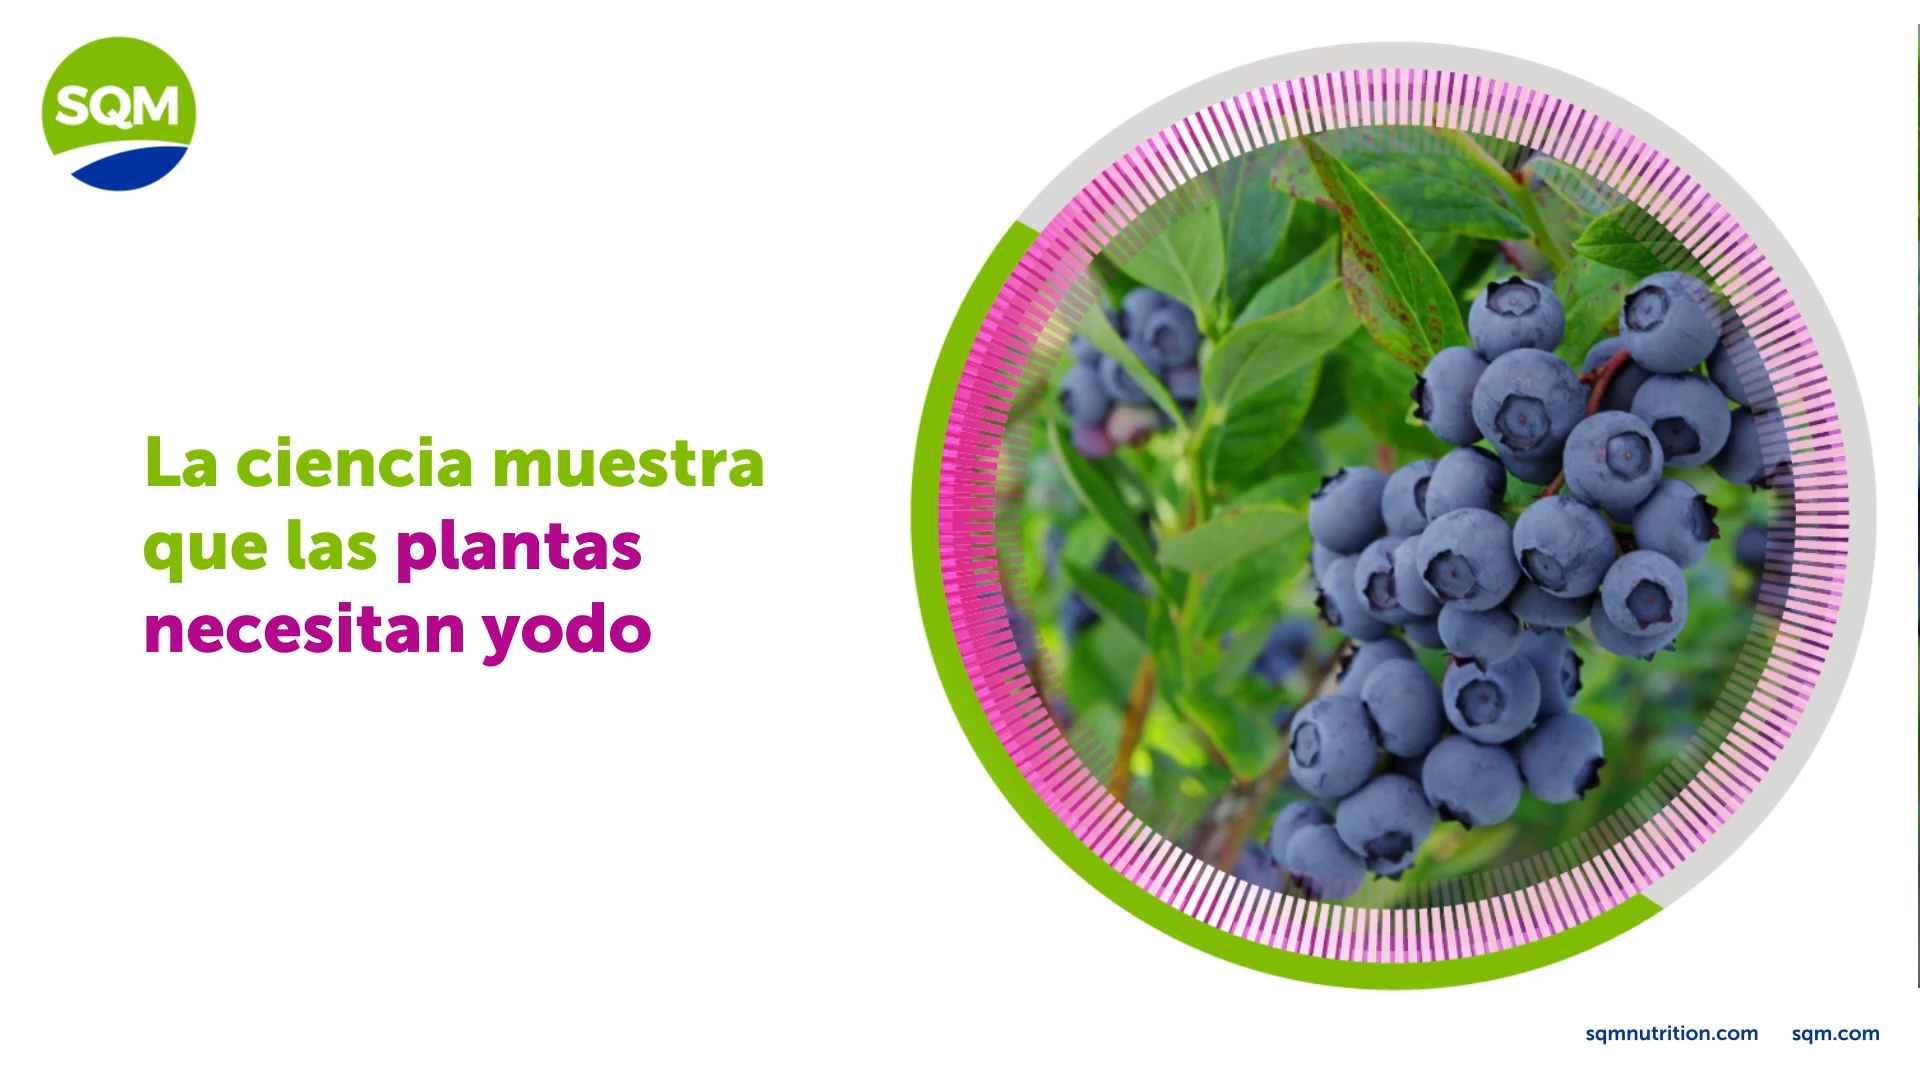 SQM
La ciencia muestra
que las plantas
necesitan yodo
sqmnutrition.com sqm.com